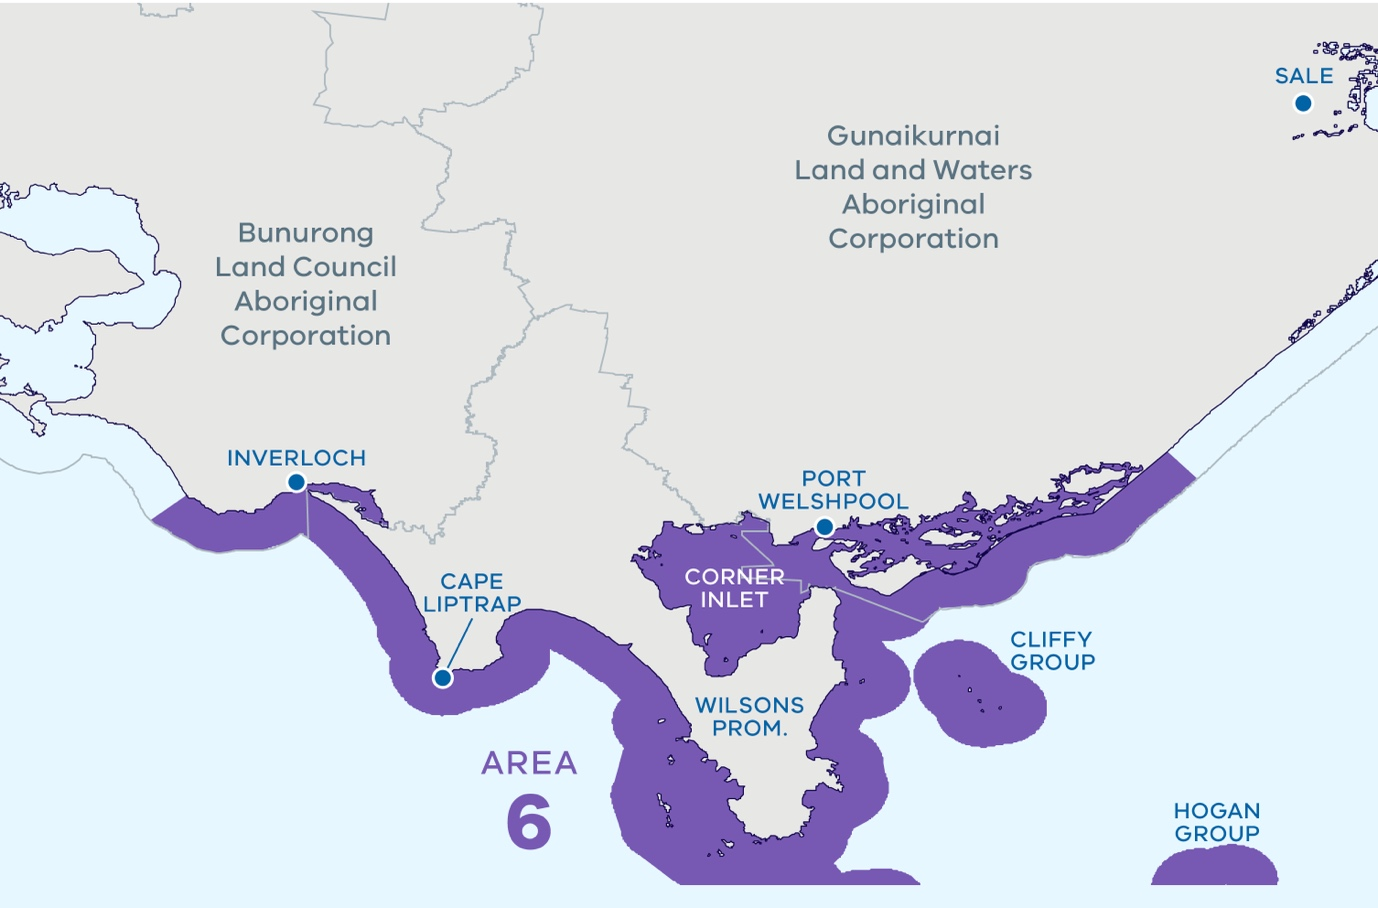 SALE
Gunaikurnai
Land and Waters
Aboriginal
Corporation
Bunurong
Land Council
Aboriginal
Corporation
INVERLOCH
PORT
WELSHPOOL
CORNER
INLET
CAPE
LIPTRAP
CLIFFY
GROUP
WILSONS
PROM.
AREA
6
HOGAN
GROUP